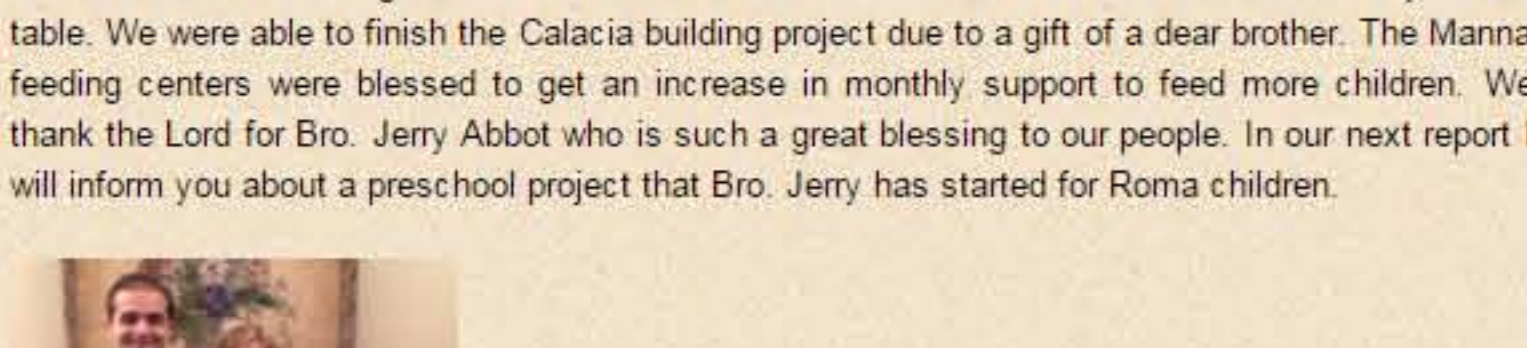 table. We were able to finish the Calacia building project due to a gift of a dear brother. The Manna
feeding centers were blessed to get an increase in monthly support to feed more children. We
thank the Lord for Bro. Jerry Abbot who is such a great blessing to our people. In our next report
will inform you about a preschool project that Bro. Jerry has started for Roma children.